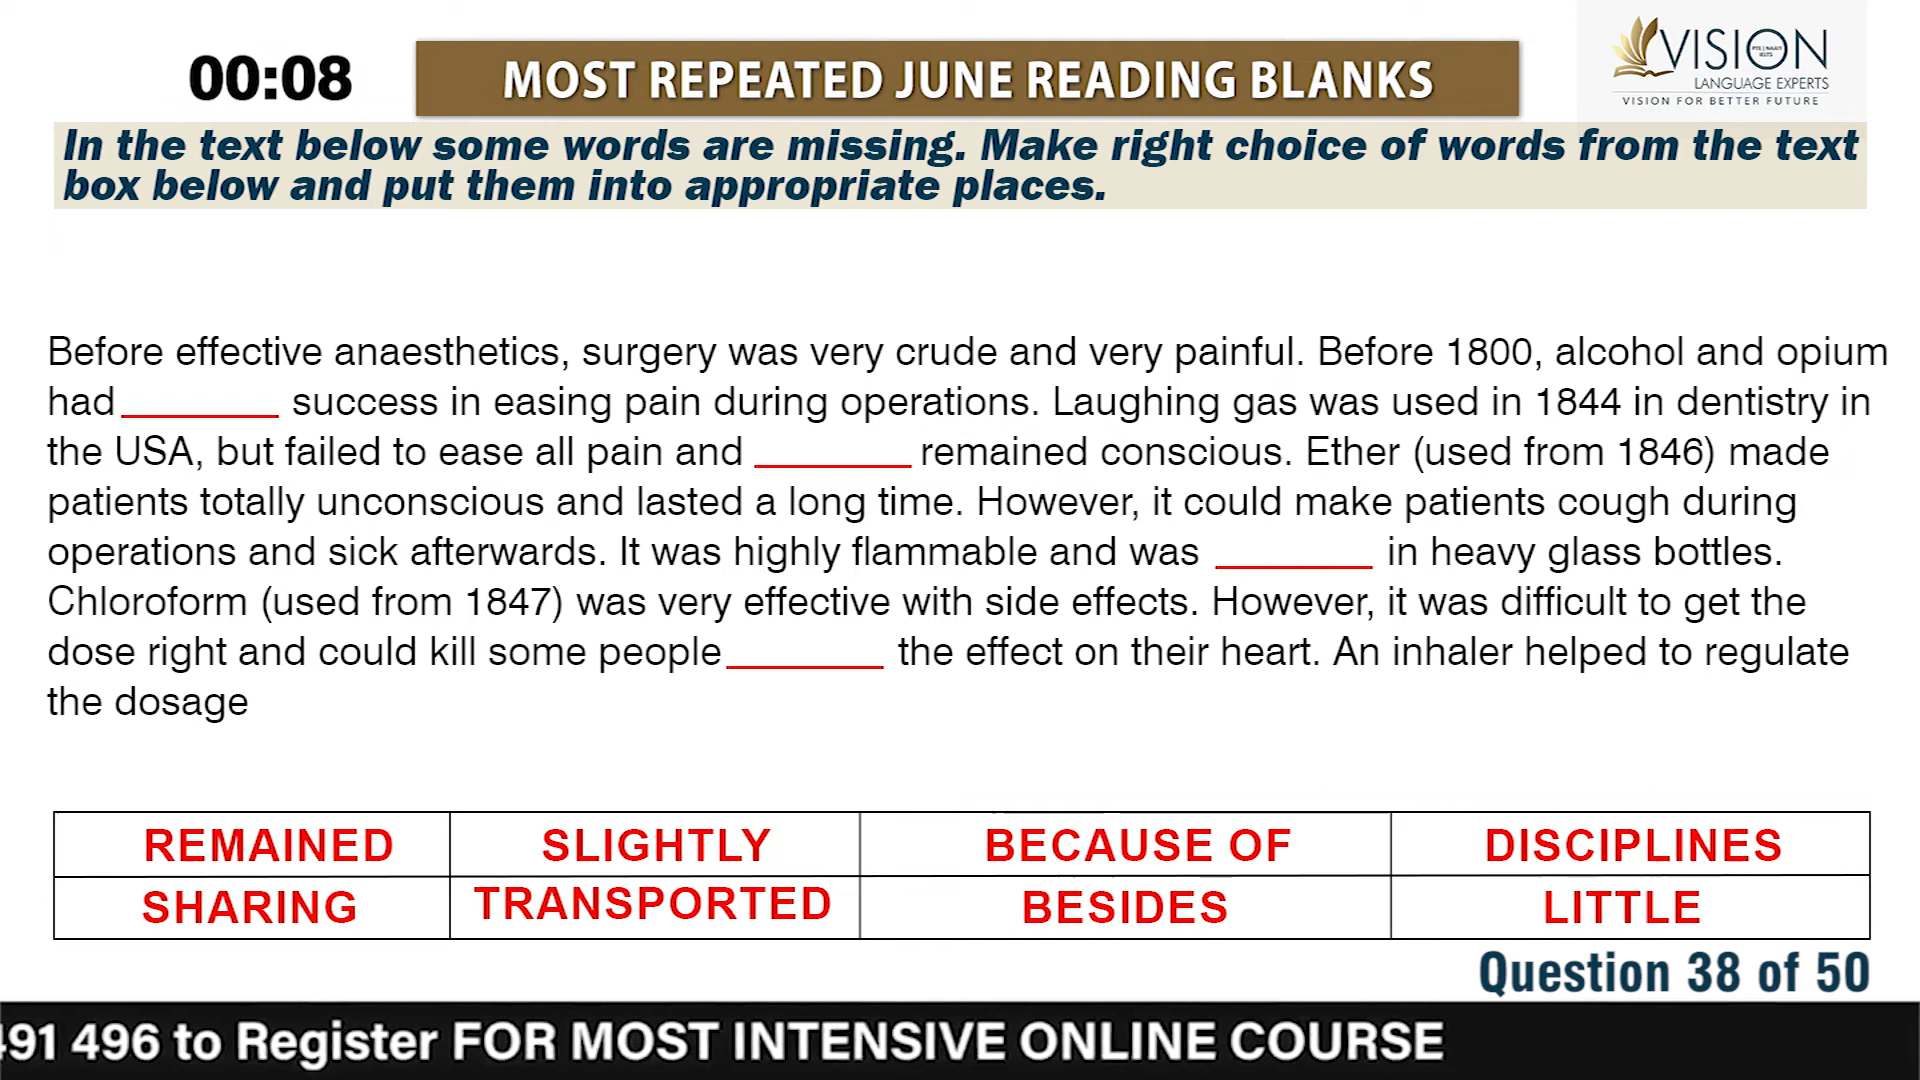 00:08
MOST REPEATED JUNE READING BLANKS
VISION
PTE | NAATI
IELTS
LANGUAGE EXPERTS
VISION FOR BETTER FUTURE
In the text below some words are missing. Make right choice of words from the text
box below and put them into appropriate places.
Before effective anaesthetics, surgery was very crude and very painful. Before 1800, alcohol and opium
had ________ success in easing pain during operations. Laughing gas was used in 1844 in dentistry in
the USA, but failed to ease all pain and ________ remained conscious. Ether (used from 1846) made
patients totally unconscious and lasted a long time. However, it could make patients cough during
operations and sick afterwards. It was highly flammable and was ________ in heavy glass bottles.
Chloroform (used from 1847) was very effective with side effects. However, it was difficult to get the
dose right and could kill some people ________ the effect on their heart. An inhaler helped to regulate
the dosage
REMAINED SLIGHTLY BECAUSE OF DISCIPLINES
SHARING TRANSPORTED BESIDES LITTLE
Question 38 of 50
491 496 to Register FOR MOST INTENSIVE ONLINE COURSE